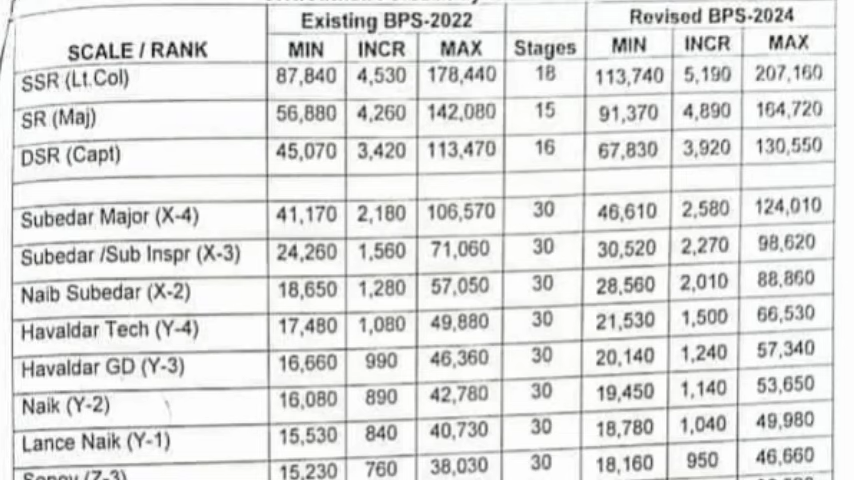 Existing BPS-2022 Revised BPS-2024
SCALE / RANK MIN INCR MAX Stages MIN INCR MAX
SSR (Lt.Col) 87,840 4,530 178,440 18 113,740 5,190 207,160
SR (Maj) 56,880 4,260 142,080 15 91,370 4,890 164,720
DSR (Capt) 45,070 3,420 113,470 16 67,830 3,920 130,550
Subedar Major (X-4) 41,170 2,180 106,570 30 46,610 2,580 124,010
Subedar /Sub Inspr (X-3) 24,260 1,560 71,060 30 30,520 2,270 98,620
Naib Subedar (X-2) 18,650 1,280 57,050 30 28,560 2,010 88,860
Havaldar Tech (Y-4) 17,480 1,080 49,880 30 21,530 1,500 66,530
Havaldar GD (Y-3) 16,660 990 46,360 30 20,140 1,240 57,340
Naik (Y-2) 16,080 890 42,780 30 19,450 1,140 53,650
Lance Naik (Y-1) 15,530 840 40,730 30 18,780 1,040 49,980
Sepoy (Z-3) 15,230 760 38,030 30 18,160 950 46,660